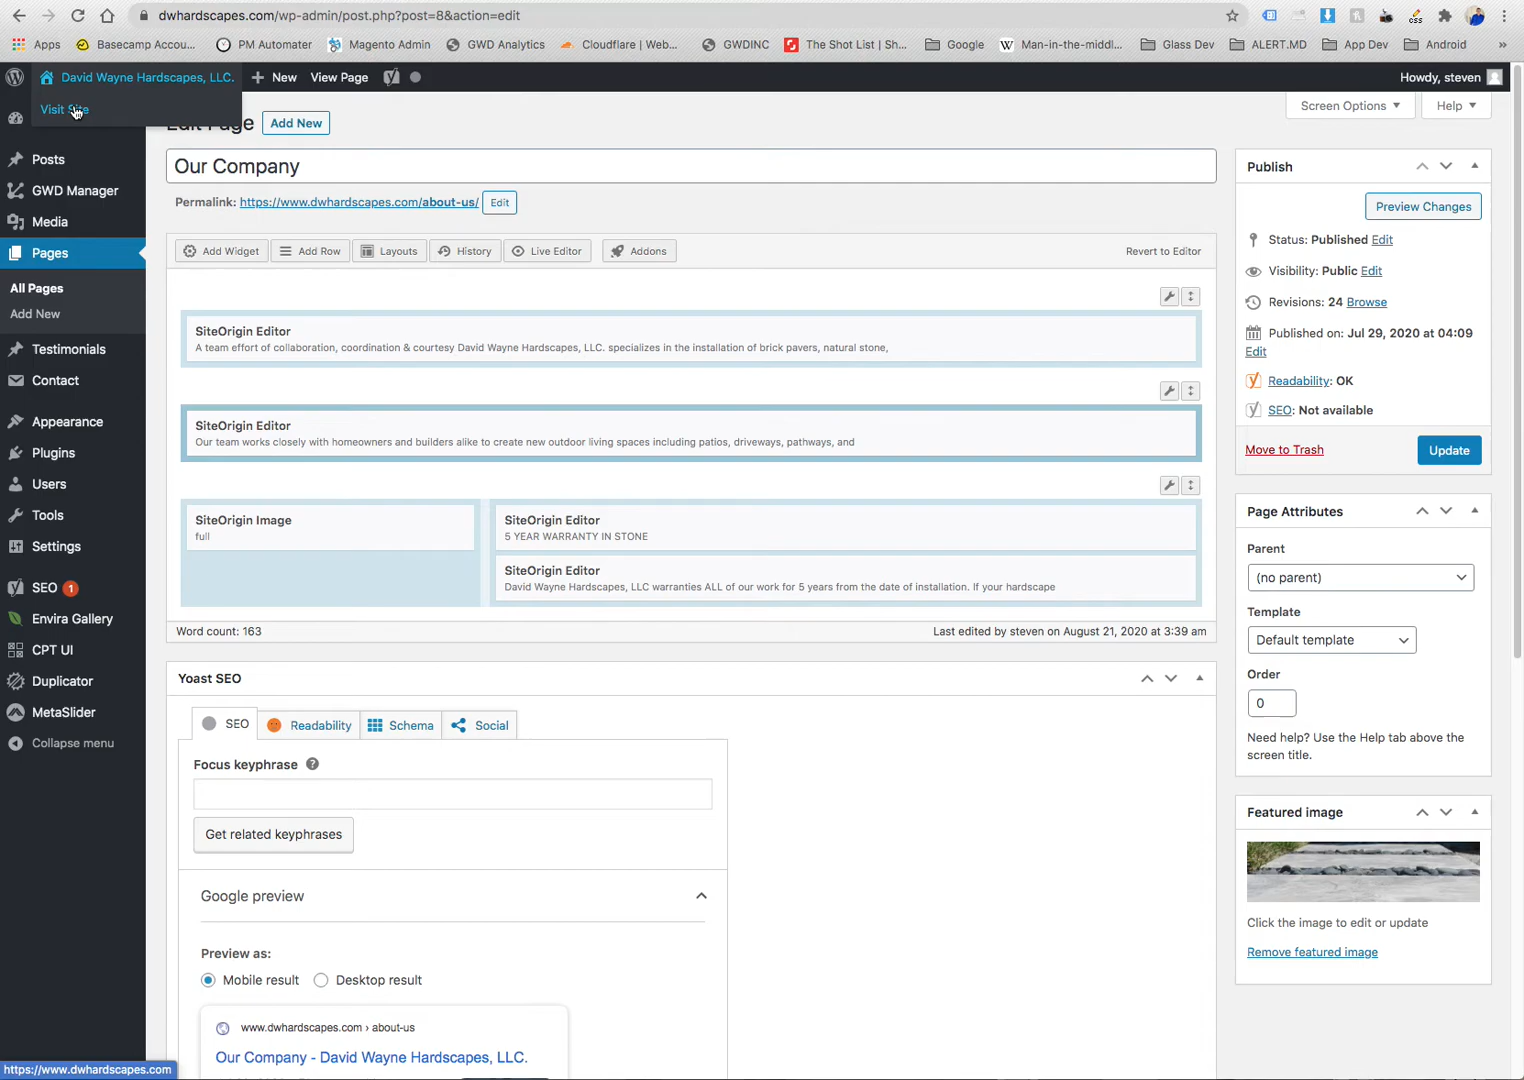 dwhardscapes.com/wp-admin/post.php?post=8&action=edit
Apps Basecamp Accou... PM Automater Magento Admin GWD Analytics Cloudflare | Web... GWDINC The Shot List | Sh... Google Man-in-the-middl... Glass Dev ALERT.MD App Dev Android »
David Wayne Hardscapes, LLC. New View Page Howdy, steven
Visit Site
Screen Options Help
Page Add New
Posts
GWD Manager
Media
Pages
All Pages
Add New
Testimonials
Contact
Appearance
Plugins
Users
Tools
Settings
SEO 1
Envira Gallery
CPT UI
Duplicator
MetaSlider
Collapse menu
Our Company
Permalink: https://www.dwhardscapes.com/about-us/ Edit
Add Widget Add Row Layouts History Live Editor Addons Revert to Editor
SiteOrigin Editor
A team effort of collaboration, coordination & courtesy David Wayne Hardscapes, LLC. specializes in the installation of brick pavers, natural stone,
SiteOrigin Editor
Our team works closely with homeowners and builders alike to create new outdoor living spaces including patios, driveways, pathways, and
SiteOrigin Image
full
SiteOrigin Editor
5 YEAR WARRANTY IN STONE
SiteOrigin Editor
David Wayne Hardscapes, LLC warranties ALL of our work for 5 years from the date of installation. If your hardscape
Word count: 163 Last edited by steven on August 21, 2020 at 3:39 am
Yoast SEO
SEO Readability Schema Social
Focus keyphrase ?
Get related keyphrases
Google preview
Preview as:
Mobile result Desktop result
www.dwhardscapes.com › about-us
Our Company - David Wayne Hardscapes, LLC.
Publish
Preview Changes
Status: Published Edit
Visibility: Public Edit
Revisions: 24 Browse
Published on: Jul 29, 2020 at 04:09
Edit
Readability: OK
SEO: Not available
Move to Trash Update
Page Attributes
Parent
(no parent)
Template
Default template
Order
0
Need help? Use the Help tab above the
screen title.
Featured image
Click the image to edit or update
Remove featured image
https://www.dwhardscapes.com